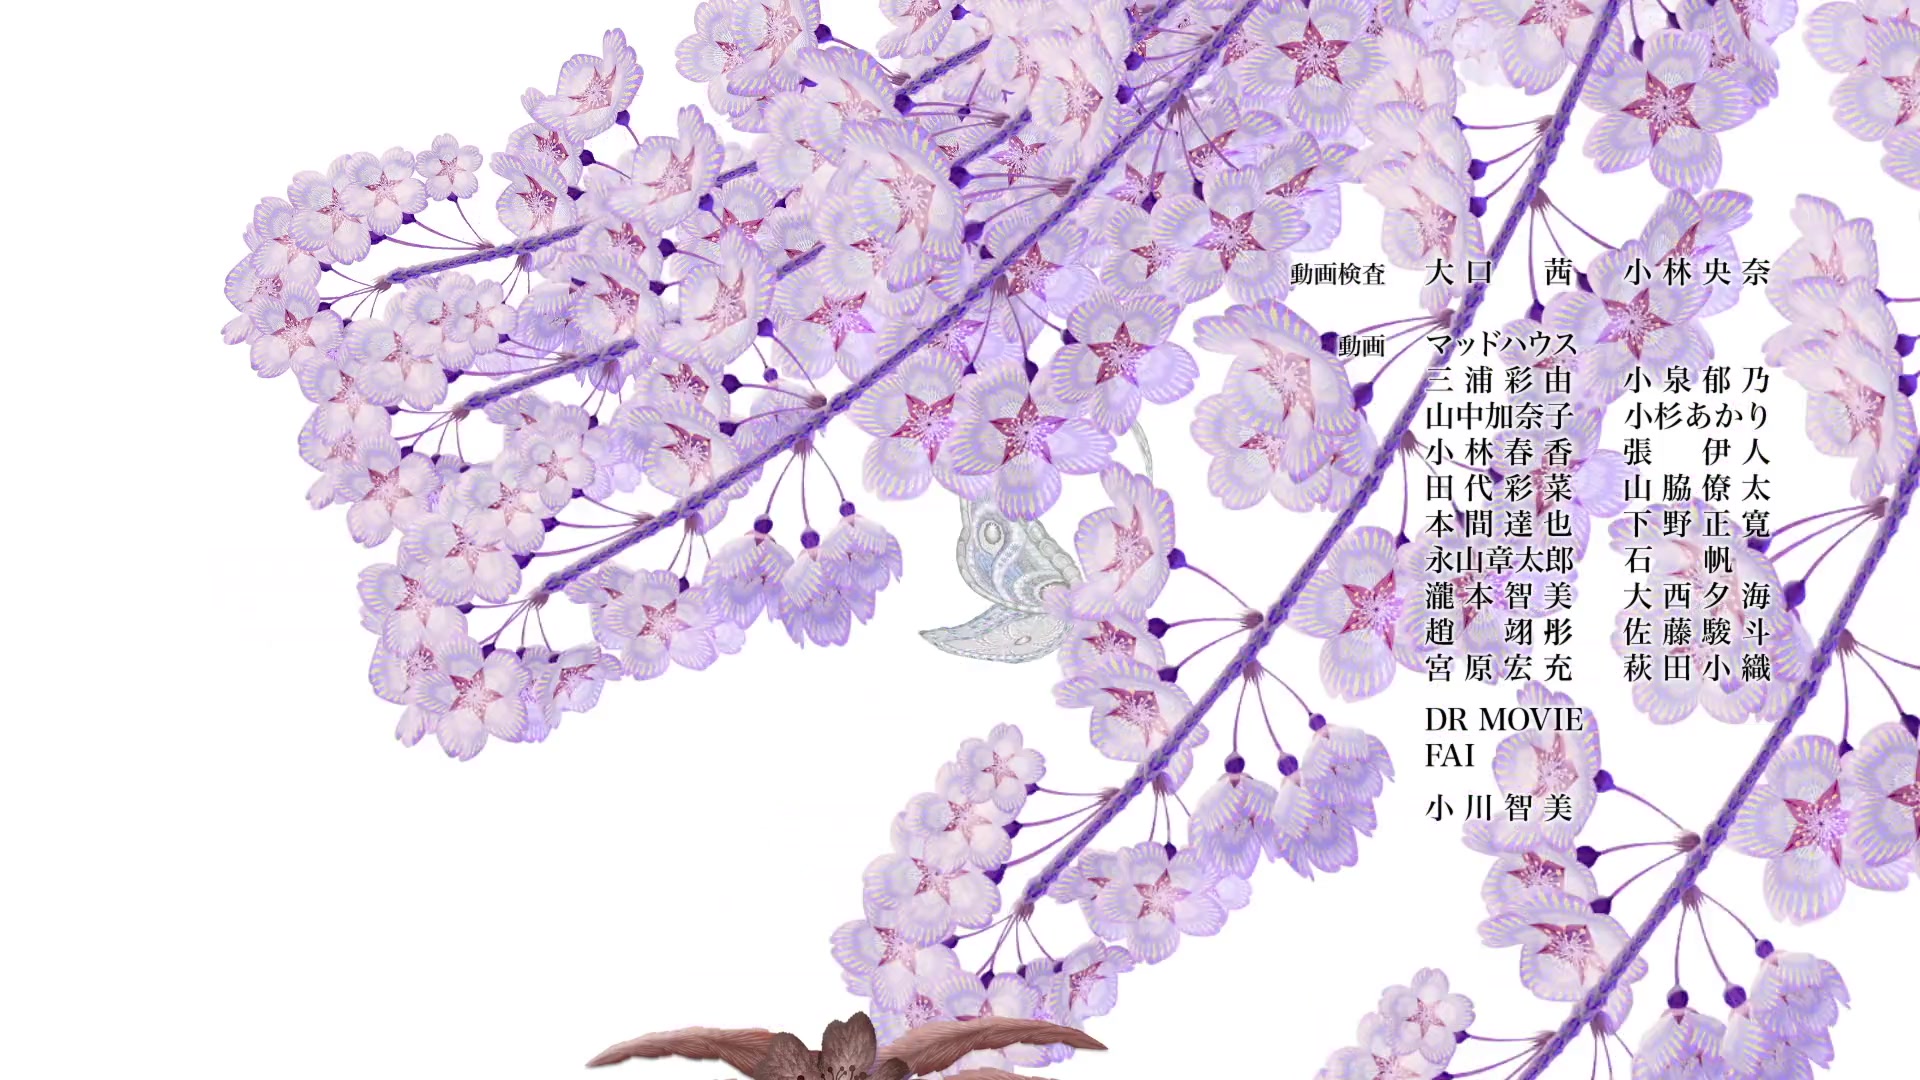 動画検査 大口 茜 小林央奈
動画 マッドハウス
三浦彩由 小泉郁乃
山中加奈子 小杉あかり
小林春香 張 伊人
田代彩菜 山脇僚太
本間達也 下野正寛
永山章太郎 石 帆
瀧本智美 大西夕海
趙 翊彤 佐藤駿斗
宮原宏充 萩田小織
DR MOVIE
FAI
小川智美